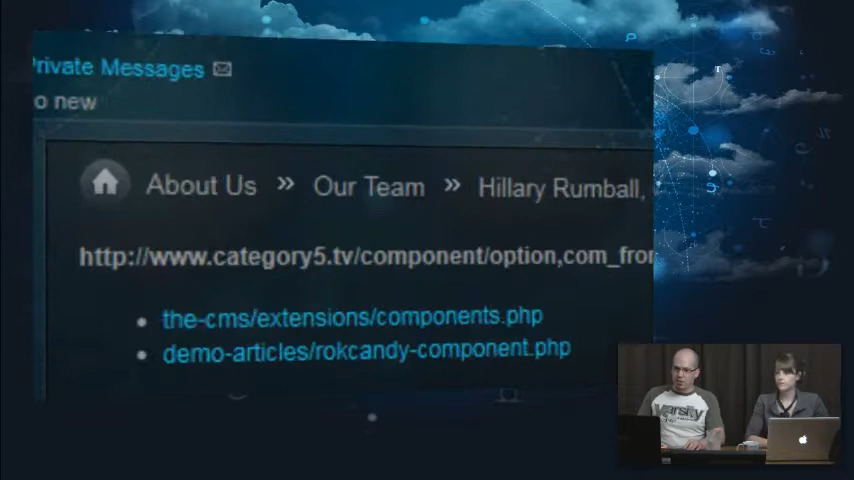 Private Messages
o new
About Us » Our Team » Hillary Rumball,
http://www.category5.tv/component/option,com_fron
the-cms/extensions/components.php
demo-articles/rokcandy-component.php
Varsity